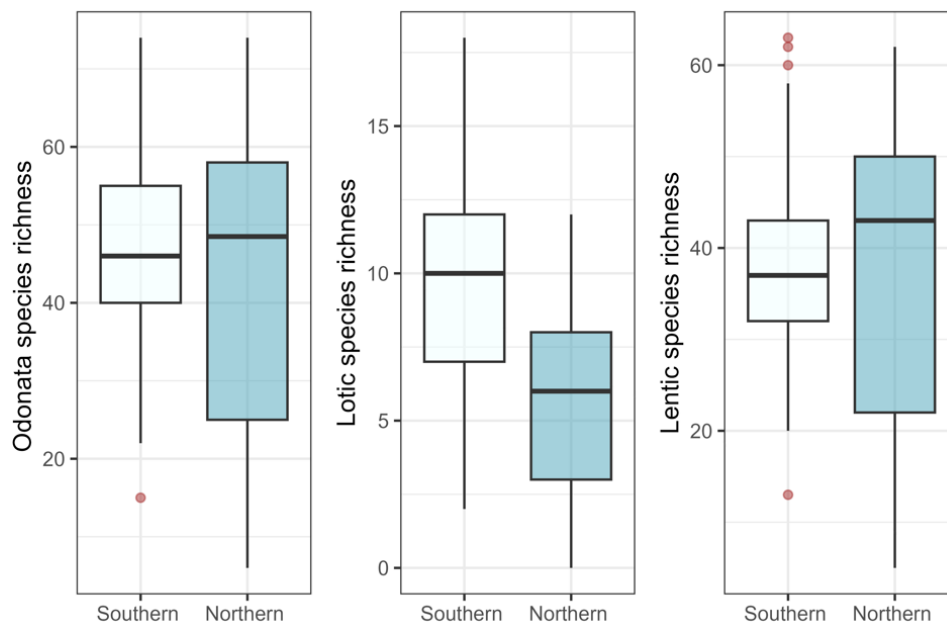 Odonata species richness
60
40
20
Southern Northern
Lotic species richness
15
10
5
0
Southern Northern
Lentic species richness
60
40
20
Southern Northern